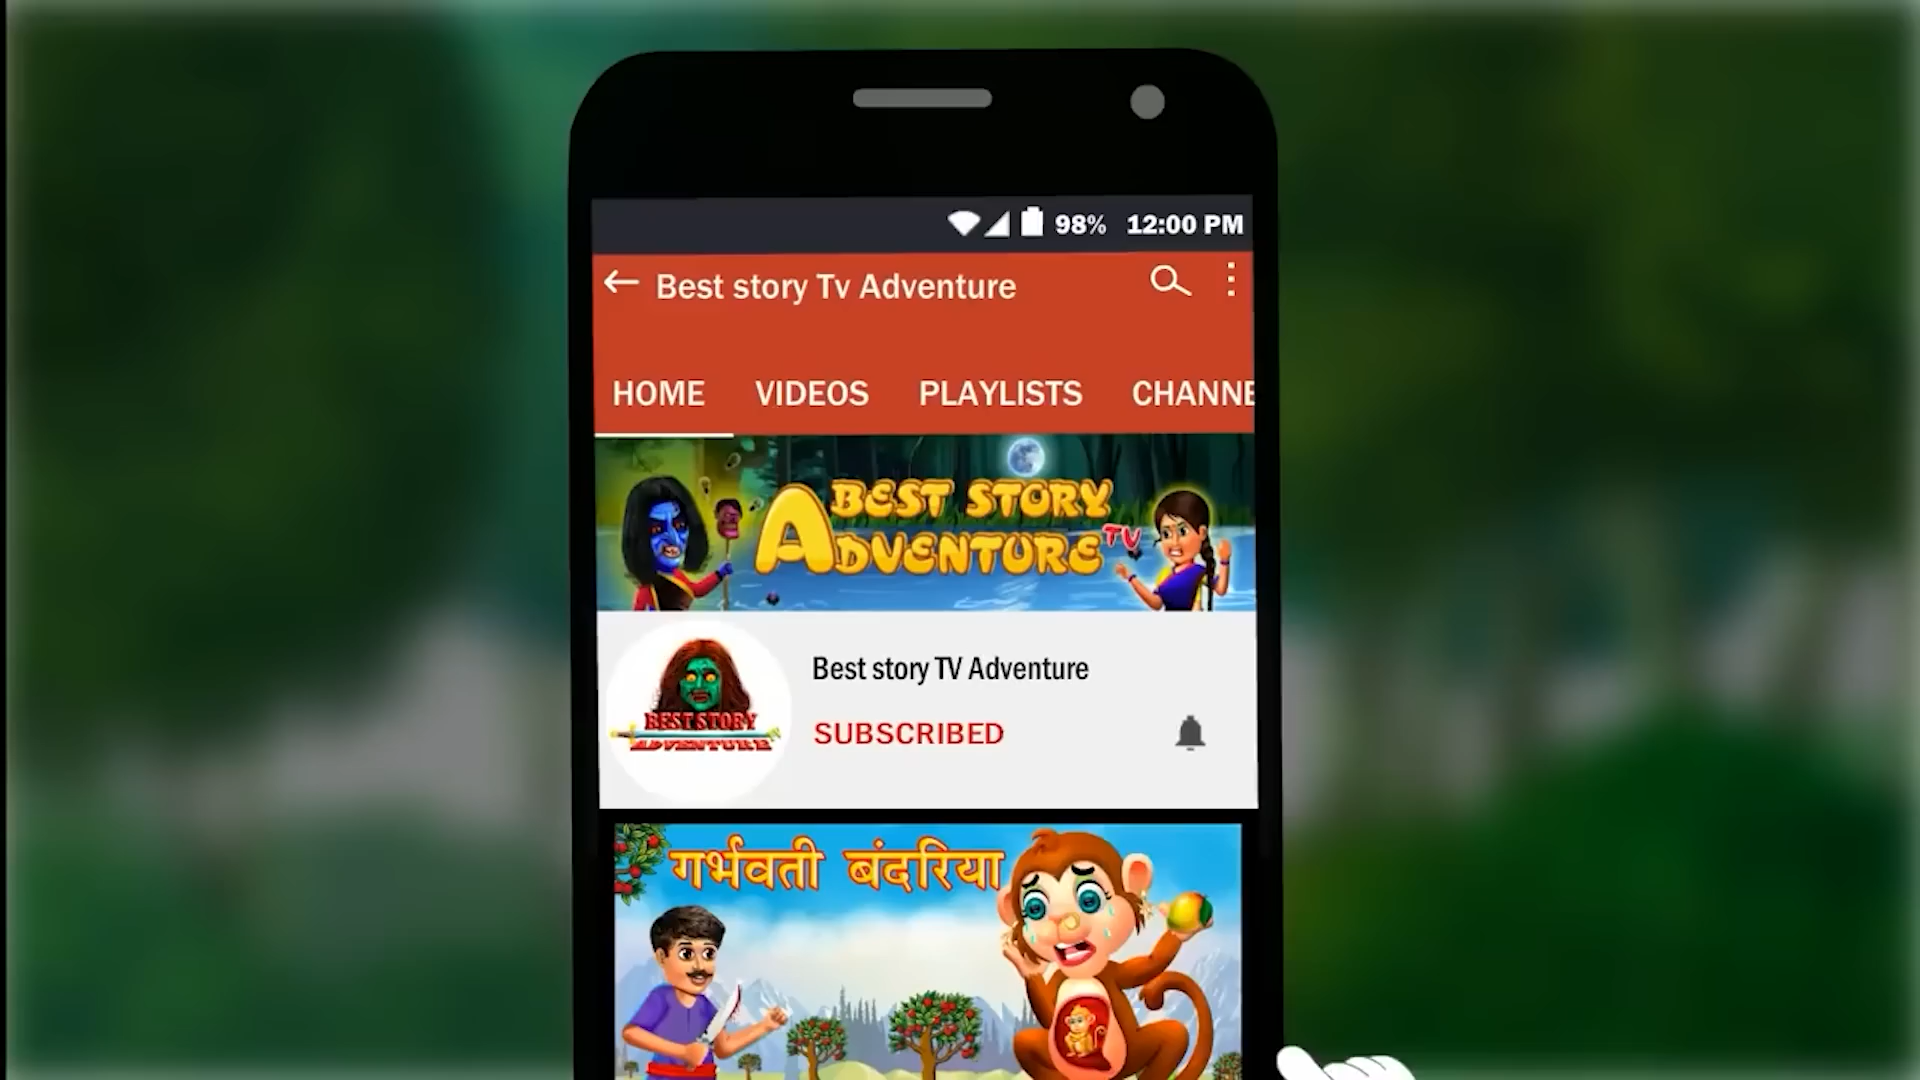 98% 12:00 PM
Best story Tv Adventure
HOME VIDEOS PLAYLISTS CHANNE
BEST STORY
ADVENTURE TV
Best story TV Adventure
SUBSCRIBED
BEST STORY
ADVENTURE TV
गर्भवती बंदरिया